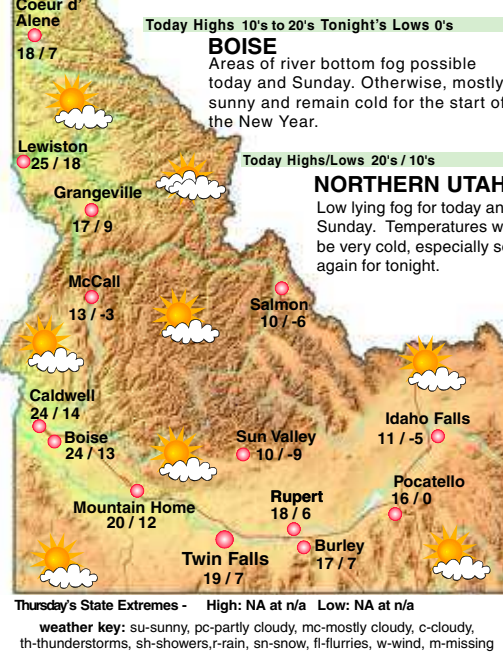 Coeur d'
Alene
18 / 7
Today Highs 10's to 20's Tonight's Lows 0's
BOISE
Areas of river bottom fog possible
today and Sunday. Otherwise, mostly
sunny and remain cold for the start of
the New Year.
Lewiston
25 / 18
Today Highs/Lows 20's / 10's
NORTHERN UTAH
Low lying fog for today an
Sunday. Temperatures w
be very cold, especially s
again for tonight.
Grangeville
17 / 9
McCall
13 / -3
Salmon
10 / -6
Caldwell
24 / 14
Boise
24 / 13
Sun Valley
10 / -9
Idaho Falls
11 / -5
Mountain Home
20 / 12
Rupert
18 / 6
Pocatello
16 / 0
Twin Falls
19 / 7
Burley
17 / 7
Thursday's State Extremes - High: NA at n/a Low: NA at n/a
weather key: su-sunny, pc-partly cloudy, mc-mostly cloudy, c-cloudy,
th-thunderstorms, sh-showers,r-rain, sn-snow, fl-flurries, w-wind, m-missing